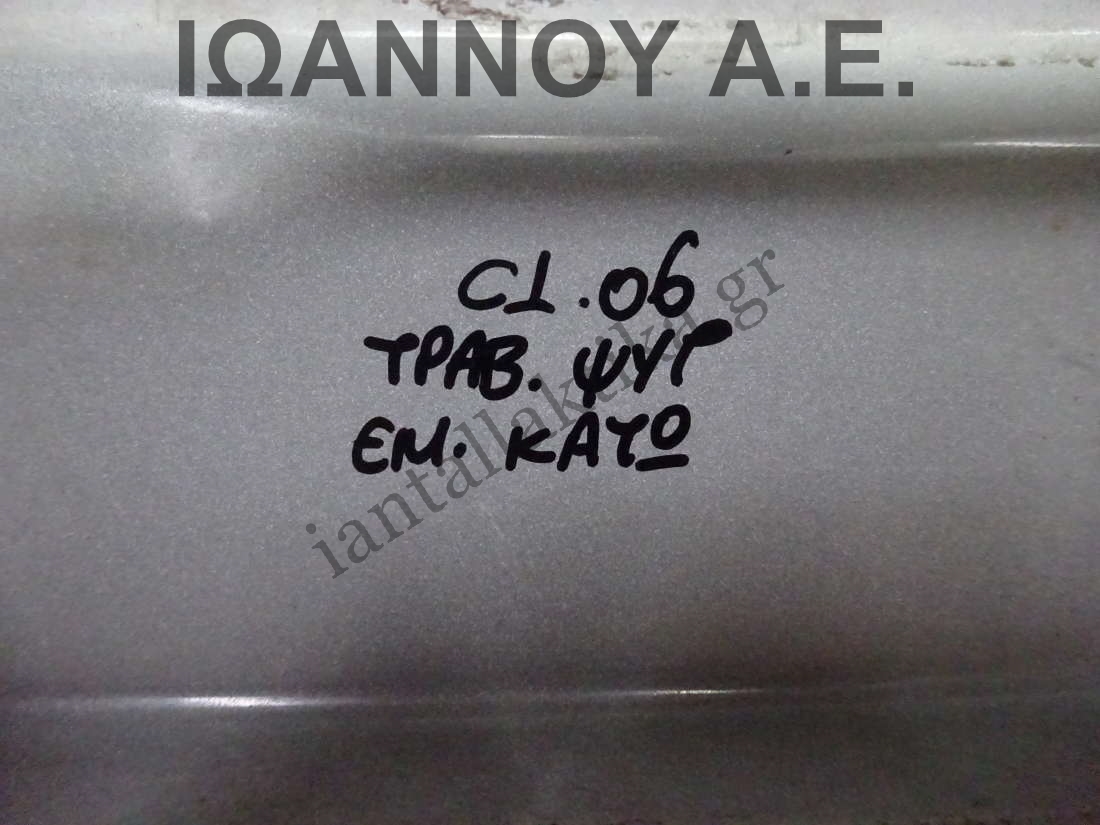 ΙΩΑΝΝΟΥ Α.Ε.
C1.06
ΤΡΑΒ. ΨΥΓ
ΕΜ. ΚΑΤΩ
iantallaktika.gr